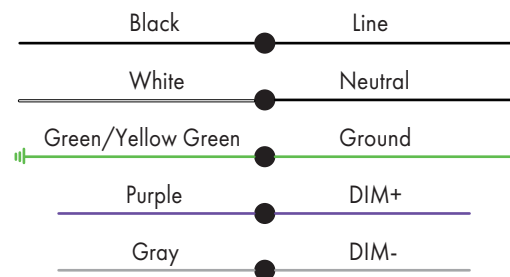 Black Line
White Neutral
Green/Yellow Green Ground
Purple DIM+
Gray DIM-